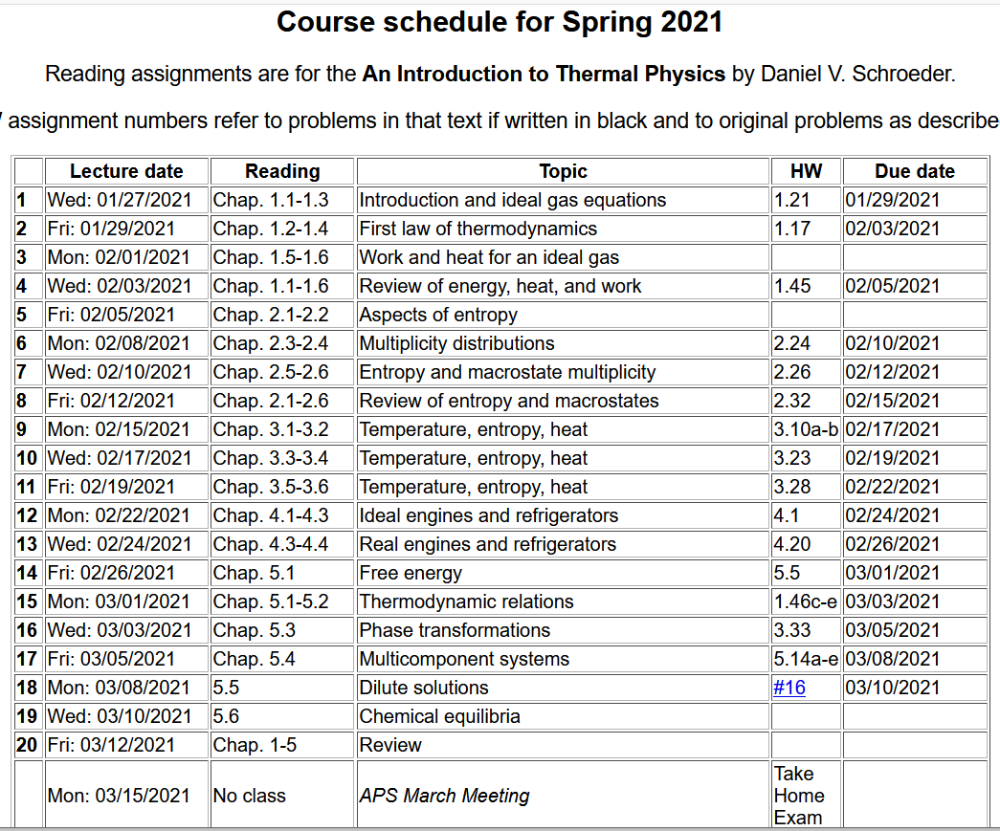 Course schedule for Spring 2021
Reading assignments are for the An Introduction to Thermal Physics by Daniel V. Schroeder.
assignment numbers refer to problems in that text if written in black and to original problems as describe
Lecture date Reading Topic HW Due date
1 Wed: 01/27/2021 Chap. 1.1-1.3 Introduction and ideal gas equations 1.21 01/29/2021
2 Fri: 01/29/2021 Chap. 1.2-1.4 First law of thermodynamics 1.17 02/03/2021
3 Mon: 02/01/2021 Chap. 1.5-1.6 Work and heat for an ideal gas
4 Wed: 02/03/2021 Chap. 1.1-1.6 Review of energy, heat, and work 1.45 02/05/2021
5 Fri: 02/05/2021 Chap. 2.1-2.2 Aspects of entropy
6 Mon: 02/08/2021 Chap. 2.3-2.4 Multiplicity distributions 2.24 02/10/2021
7 Wed: 02/10/2021 Chap. 2.5-2.6 Entropy and macrostate multiplicity 2.26 02/12/2021
8 Fri: 02/12/2021 Chap. 2.1-2.6 Review of entropy and macrostates 2.32 02/15/2021
9 Mon: 02/15/2021 Chap. 3.1-3.2 Temperature, entropy, heat 3.10a-b 02/17/2021
10 Wed: 02/17/2021 Chap. 3.3-3.4 Temperature, entropy, heat 3.23 02/19/2021
11 Fri: 02/19/2021 Chap. 3.5-3.6 Temperature, entropy, heat 3.28 02/22/2021
12 Mon: 02/22/2021 Chap. 4.1-4.3 Ideal engines and refrigerators 4.1 02/24/2021
13 Wed: 02/24/2021 Chap. 4.3-4.4 Real engines and refrigerators 4.20 02/26/2021
14 Fri: 02/26/2021 Chap. 5.1 Free energy 5.5 03/01/2021
15 Mon: 03/01/2021 Chap. 5.1-5.2 Thermodynamic relations 1.46c-e 03/03/2021
16 Wed: 03/03/2021 Chap. 5.3 Phase transformations 3.33 03/05/2021
17 Fri: 03/05/2021 Chap. 5.4 Multicomponent systems 5.14a-e 03/08/2021
18 Mon: 03/08/2021 5.5 Dilute solutions #16 03/10/2021
19 Wed: 03/10/2021 5.6 Chemical equilibria
20 Fri: 03/12/2021 Chap. 1-5 Review
Mon: 03/15/2021 No class APS March Meeting Take
Home
Exam